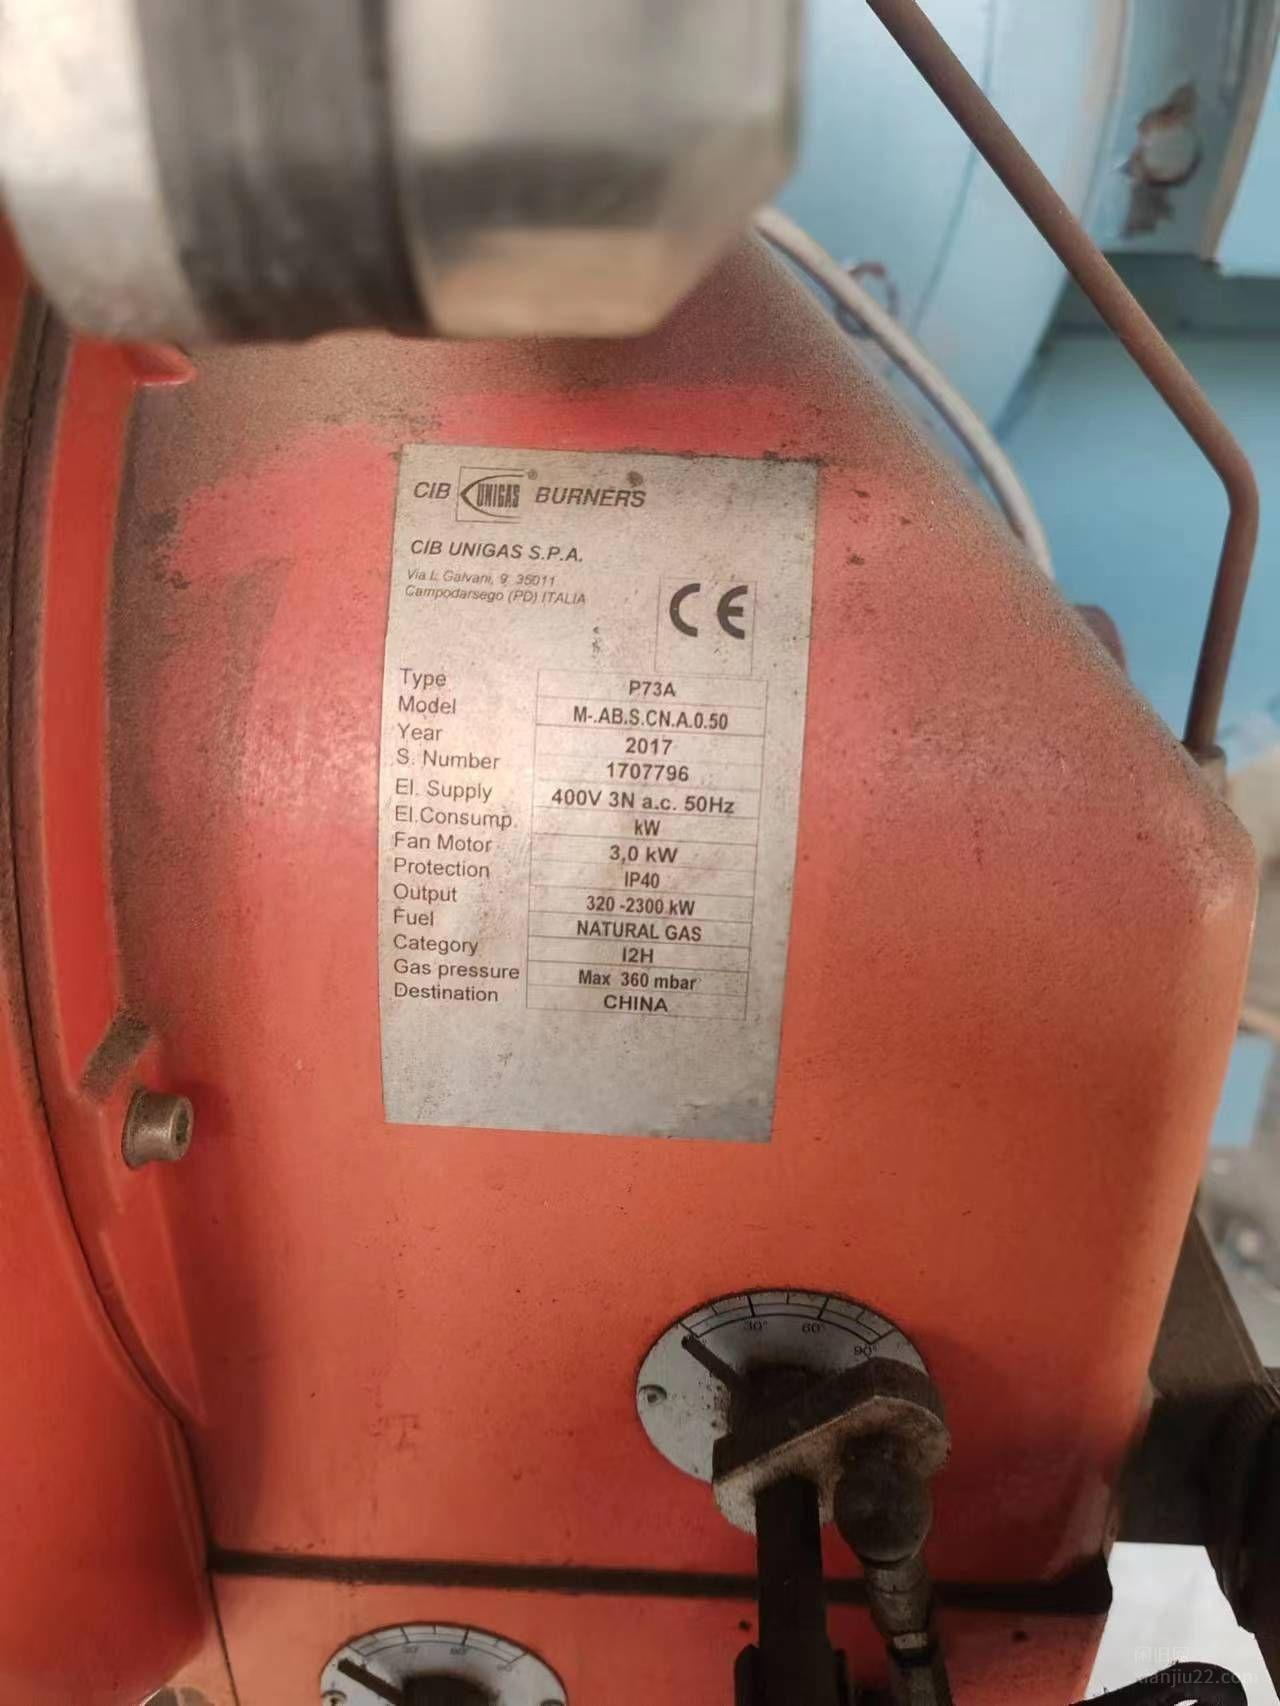 CIB UNIGAS® BURNERS
CIB UNIGAS S.P.A.
Via L. Galvani, 9 35011
Campodarsego (PD) ITALIA
CE
Type P73A
Model M-.AB.S.CN.A.0.50
Year 2017
S. Number 1707796
El. Supply 400V 3N a.c. 50Hz
El.Consump. kW
Fan Motor 3,0 kW
Protection IP40
Output 320 -2300 kW
Fuel NATURAL GAS
Category I2H
Gas pressure Max 360 mbar
Destination CHINA
30° 60° 90°
xianjiu22.com